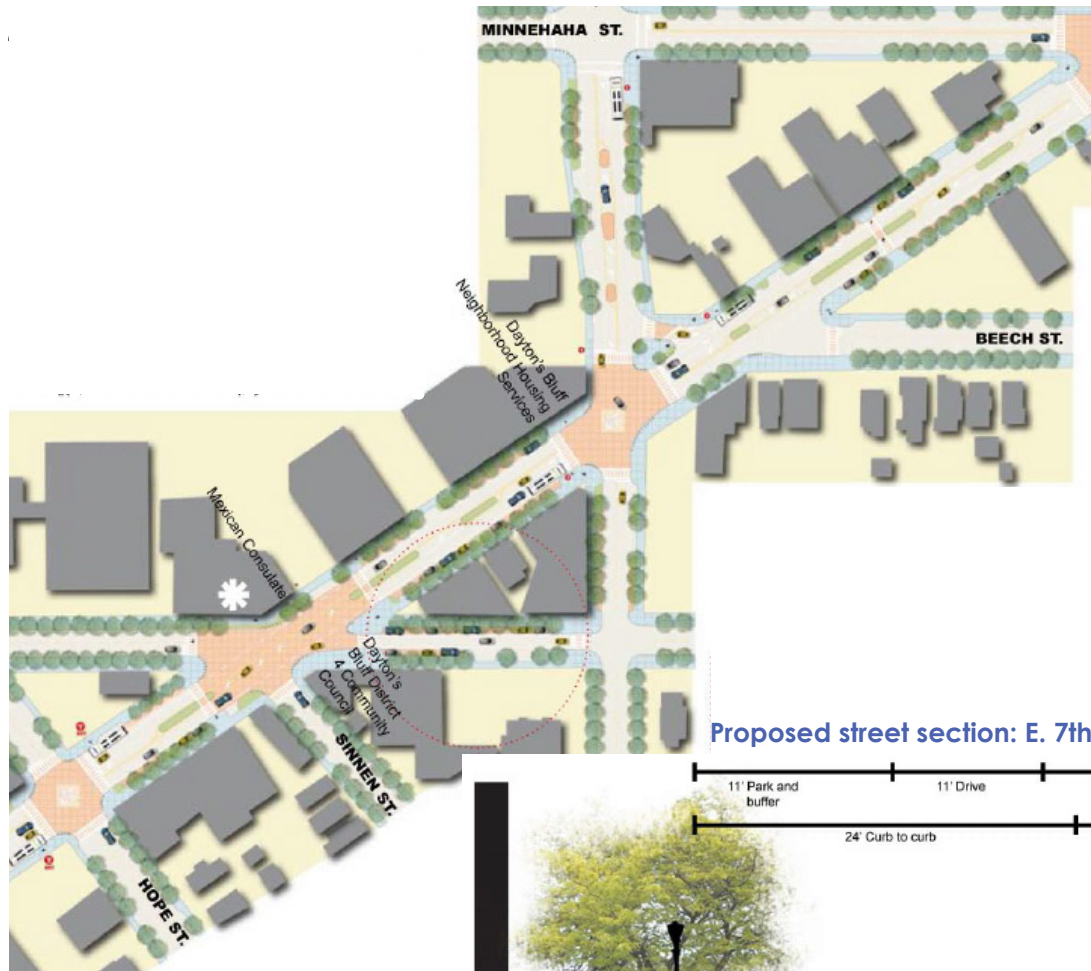 MINNEHAHA ST.
BEECH ST.
Dayton's Bluff
Neighborhood Housing
Services
Mexican Consulate
Dayton's
Bluff District
4 Community
Council
SINNEN ST.
HOPE ST.
Proposed street section: E. 7th
11' Park and
buffer
11' Drive
24' Curb to curb